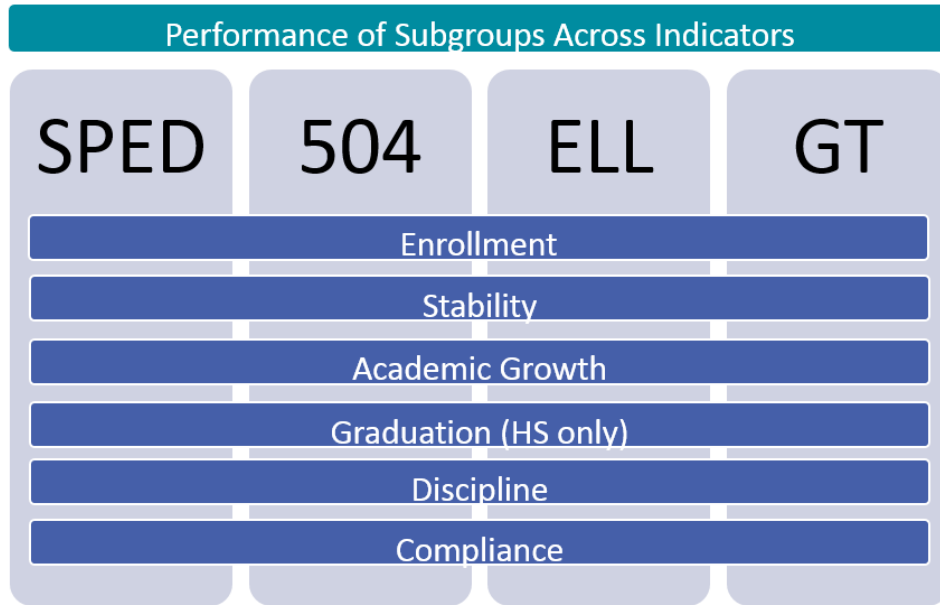 Performance of Subgroups Across Indicators
SPED 504 ELL GT
Enrollment
Stability
Academic Growth
Graduation (HS only)
Discipline
Compliance